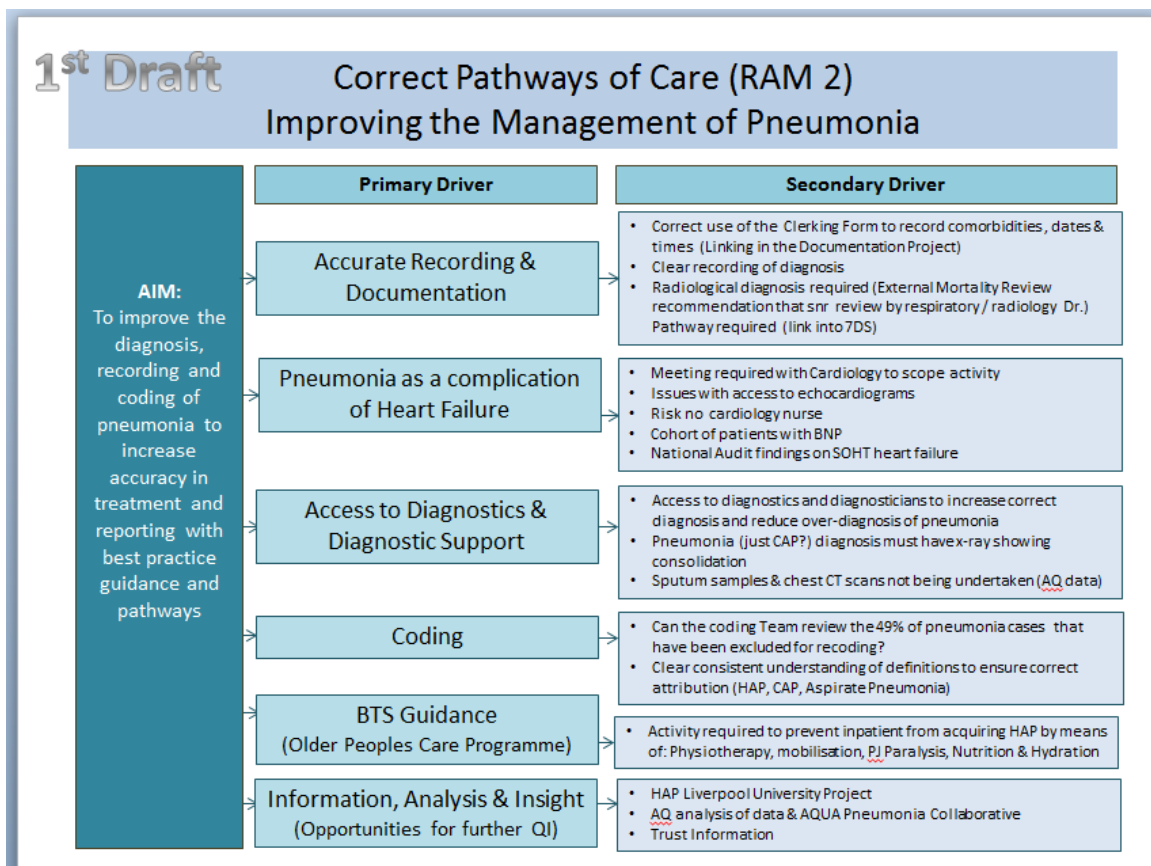 1st Draft
Correct Pathways of Care (RAM 2)
Improving the Management of Pneumonia
AIM:
To improve the
diagnosis,
recording and
coding of
pneumonia to
increase
accuracy in
treatment and
reporting with
best practice
guidance and
pathways
Primary Driver
Secondary Driver
Accurate Recording &
Documentation
• Correct use of the Clerking Form to record comorbidities, dates &
times (Linking in the Documentation Project)
• Clear recording of diagnosis
• Radiological diagnosis required (External Mortality Review
recommendation that snr review by respiratory / radiology Dr.)
Pathway required (link into 7DS)
Pneumonia as a complication
of Heart Failure
• Meeting required with Cardiology to scope activity
• Issues with access to echocardiograms
• Risk no cardiology nurse
• Cohort of patients with BNP
• National Audit findings on SOHT heart failure
Access to Diagnostics &
Diagnostic Support
• Access to diagnostics and diagnosticians to increase correct
diagnosis and reduce over-diagnosis of pneumonia
• Pneumonia (just CAP?) diagnosis must have x-ray showing
consolidation
• Sputum samples & chest CT scans not being undertaken (AQ data)
Coding
• Can the coding Team review the 49% of pneumonia cases that
have been excluded for recoding?
• Clear consistent understanding of definitions to ensure correct
attribution (HAP, CAP, Aspirate Pneumonia)
BTS Guidance
(Older Peoples Care Programme)
• Activity required to prevent inpatient from acquiring HAP by means
of: Physiotherapy, mobilisation, PJ Paralysis, Nutrition & Hydration
Information, Analysis & Insight
(Opportunities for further QI)
• HAP Liverpool University Project
• AQ analysis of data & AQUA Pneumonia Collaborative
• Trust Information